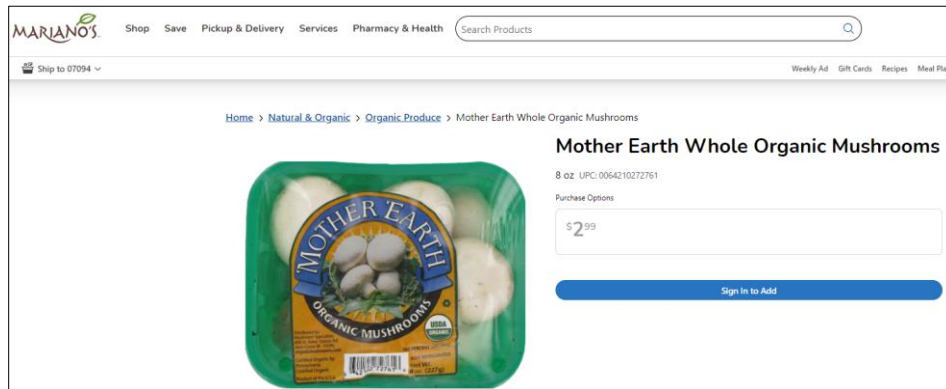 MARIANO'S
Shop Save Pickup & Delivery Services Pharmacy & Health Search Products
Ship to 07094
Weekly Ad Gift Cards Recipes Meal Pla
Home > Natural & Organic > Organic Produce > Mother Earth Whole Organic Mushrooms
Mother Earth Whole Organic Mushrooms
8 oz UPC: 0064210272761
Purchase Options
$2.99
Sign In to Add
MOTHER EARTH
ORGANIC MUSHROOMS
USDA
ORGANIC